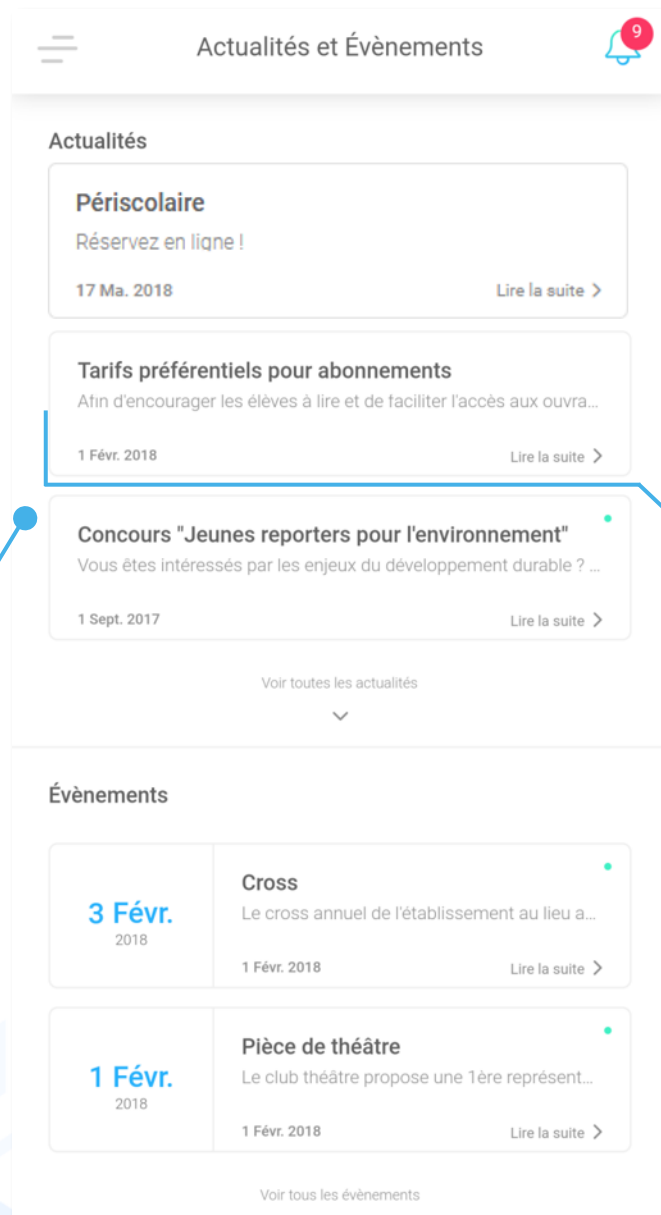 Actualités et Évènements
9
Actualités
Périscolaire
Réservez en ligne !
17 Ma. 2018
Lire la suite
Tarifs préférentiels pour abonnements
Afin d'encourager les élèves à lire et de faciliter l'accès aux ouvra...
1 Févr. 2018
Lire la suite
Concours "Jeunes reporters pour l'environnement"
Vous êtes intéressés par les enjeux du développement durable ? ...
1 Sept. 2017
Lire la suite
Voir toutes les actualités
Évènements
3 Févr.
2018
Cross
Le cross annuel de l'établissement au lieu a...
1 Févr. 2018
Lire la suite
1 Févr.
2018
Pièce de théâtre
Le club théâtre propose une 1ère représent...
1 Févr. 2018
Lire la suite
Voir tous les évènements